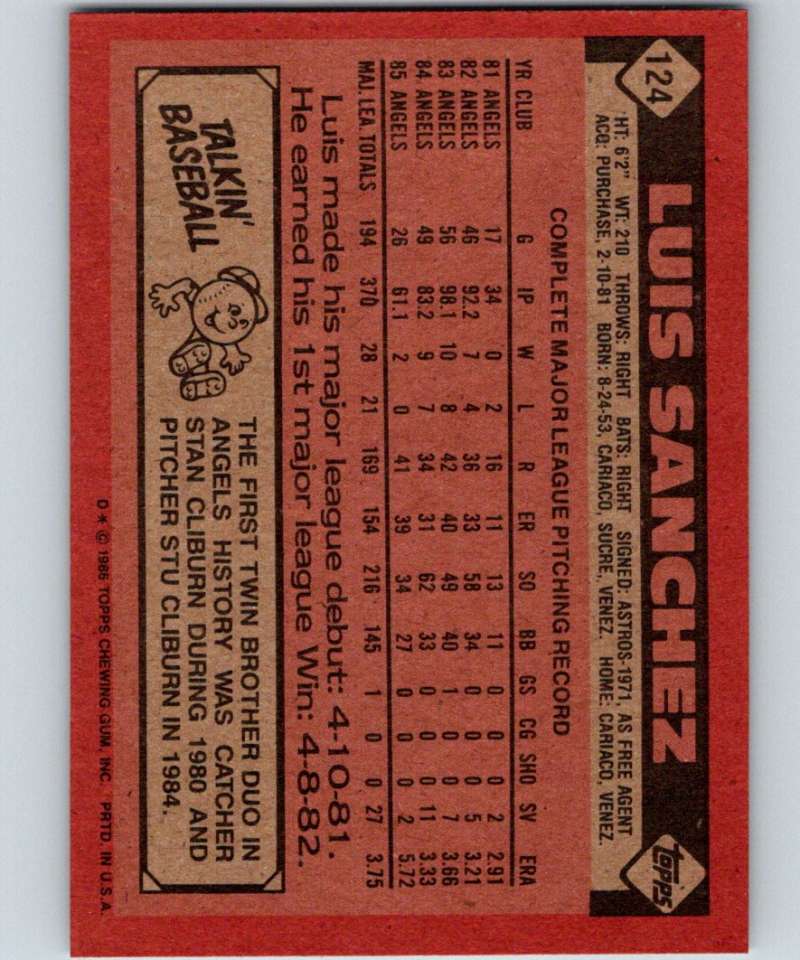 124
LUIS SANCHEZ
topps
HT: 6'2" WT: 210 THROWS: RIGHT BATS: RIGHT SIGNED: ASTROS-1971, AS FREE AGENT
ACQ: PURCHASE, 2-10-81 BORN: 8-24-53, CARIACO, SUCRE, VENEZ. HOME: CARIACO, VENEZ.
COMPLETE MAJOR LEAGUE PITCHING RECORD
YR CLUB G IP W L R ER SO BB GS CG SHO SV ERA
81 ANGELS 17 34 0 2 16 11 13 11 0 0 0 2 2.91
82 ANGELS 46 92.2 7 4 36 33 58 34 0 0 0 5 3.21
83 ANGELS 56 98.1 10 8 42 40 49 40 1 0 0 7 3.66
84 ANGELS 49 83.2 9 7 34 31 62 33 0 0 0 11 3.33
85 ANGELS 26 61.1 2 0 41 39 34 27 0 0 0 2 5.72
MAJ. LEA. TOTALS 194 370 28 21 169 154 216 145 1 0 0 27 3.75
Luis made his major league debut: 4-10-81.
He earned his 1st major league Win: 4-8-82.
TALKIN'
BASEBALL
THE FIRST TWIN BROTHER DUO IN
ANGELS HISTORY WAS CATCHER
STAN CLIBURN DURING 1980 AND
PITCHER STU CLIBURN IN 1984.
D * © 1986 TOPPS CHEWING GUM, INC. PRTD. IN U.S.A.